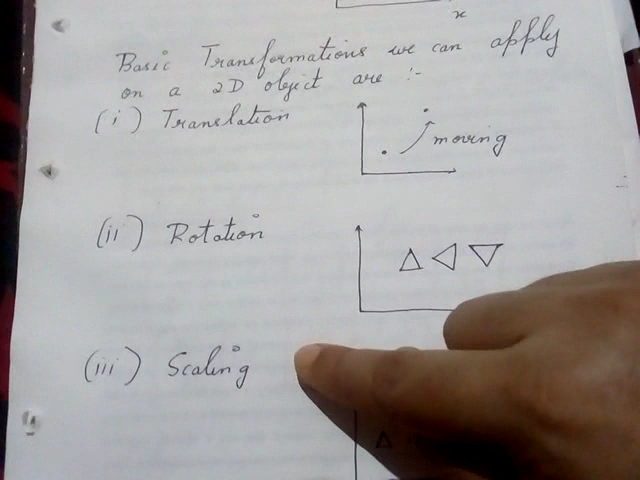 x
Basic Transformations we can apply
on a 2D object are :-
(i) Translation
moving
(ii) Rotation
(iii) Scaling